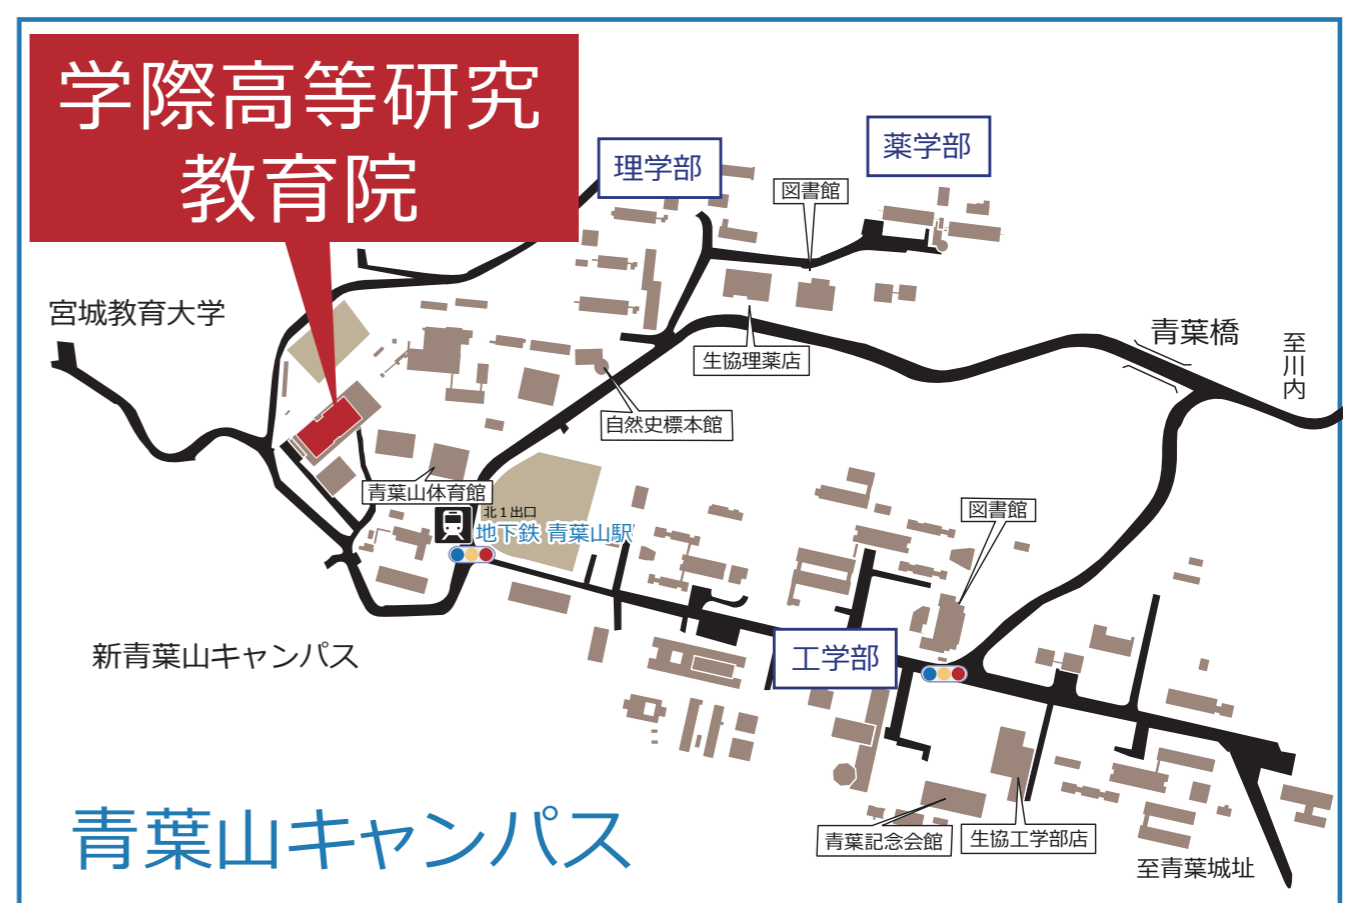 学際高等研究
教育院
理学部
薬学部
図書館
宮城教育大学
青葉橋
至川内
生協理薬店
自然史標本館
青葉山体育館
北1出口
地下鉄 青葉山駅
図書館
新青葉山キャンパス
工学部
青葉山キャンパス
青葉記念会館
生協工学部店
至青葉城址